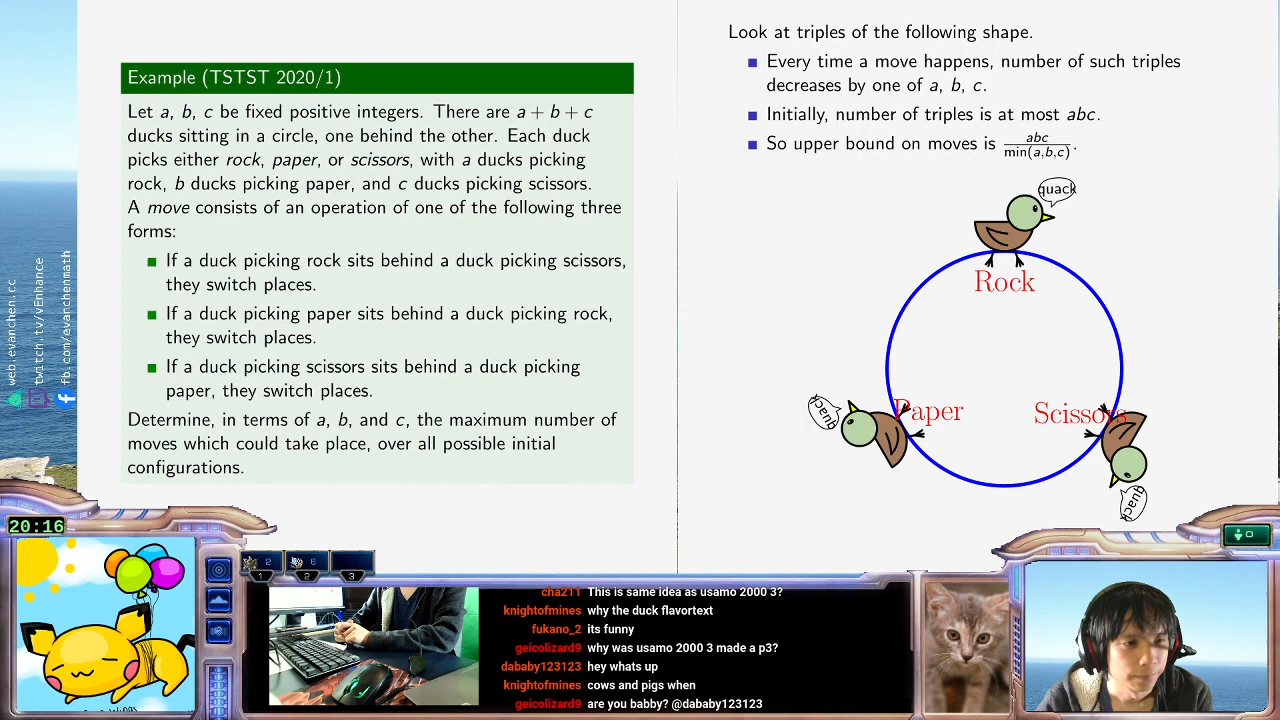 Example (TSTST 2020/1)
Let a, b, c be fixed positive integers. There are a + b + c
ducks sitting in a circle, one behind the other. Each duck
picks either rock, paper, or scissors, with a ducks picking
rock, b ducks picking paper, and c ducks picking scissors.
A move consists of an operation of one of the following three
forms:
If a duck picking rock sits behind a duck picking scissors,
they switch places.
If a duck picking paper sits behind a duck picking rock,
they switch places.
If a duck picking scissors sits behind a duck picking
paper, they switch places.
Determine, in terms of a, b, and c, the maximum number of
moves which could take place, over all possible initial
configurations.
Look at triples of the following shape.
Every time a move happens, number of such triples
decreases by one of a, b, c.
Initially, number of triples is at most abc.
So upper bound on moves is abc/min(a,b,c).
quack
Rock
quack
Paper
Scissors
quack
web.evanchen.cc
twitch.tv/vEnhance
fb.com/evanchenmath
20:16
2
6
1
2
3
cha211 This is same idea as usamo 2000 3?
knightofmines why the duck flavortext
fukano_2 its funny
geicolizard9 why was usamo 2000 3 made a p3?
dababy123123 hey whats up
knightofmines cows and pigs when
geicolizard9 are you babby? @dababy123123
0